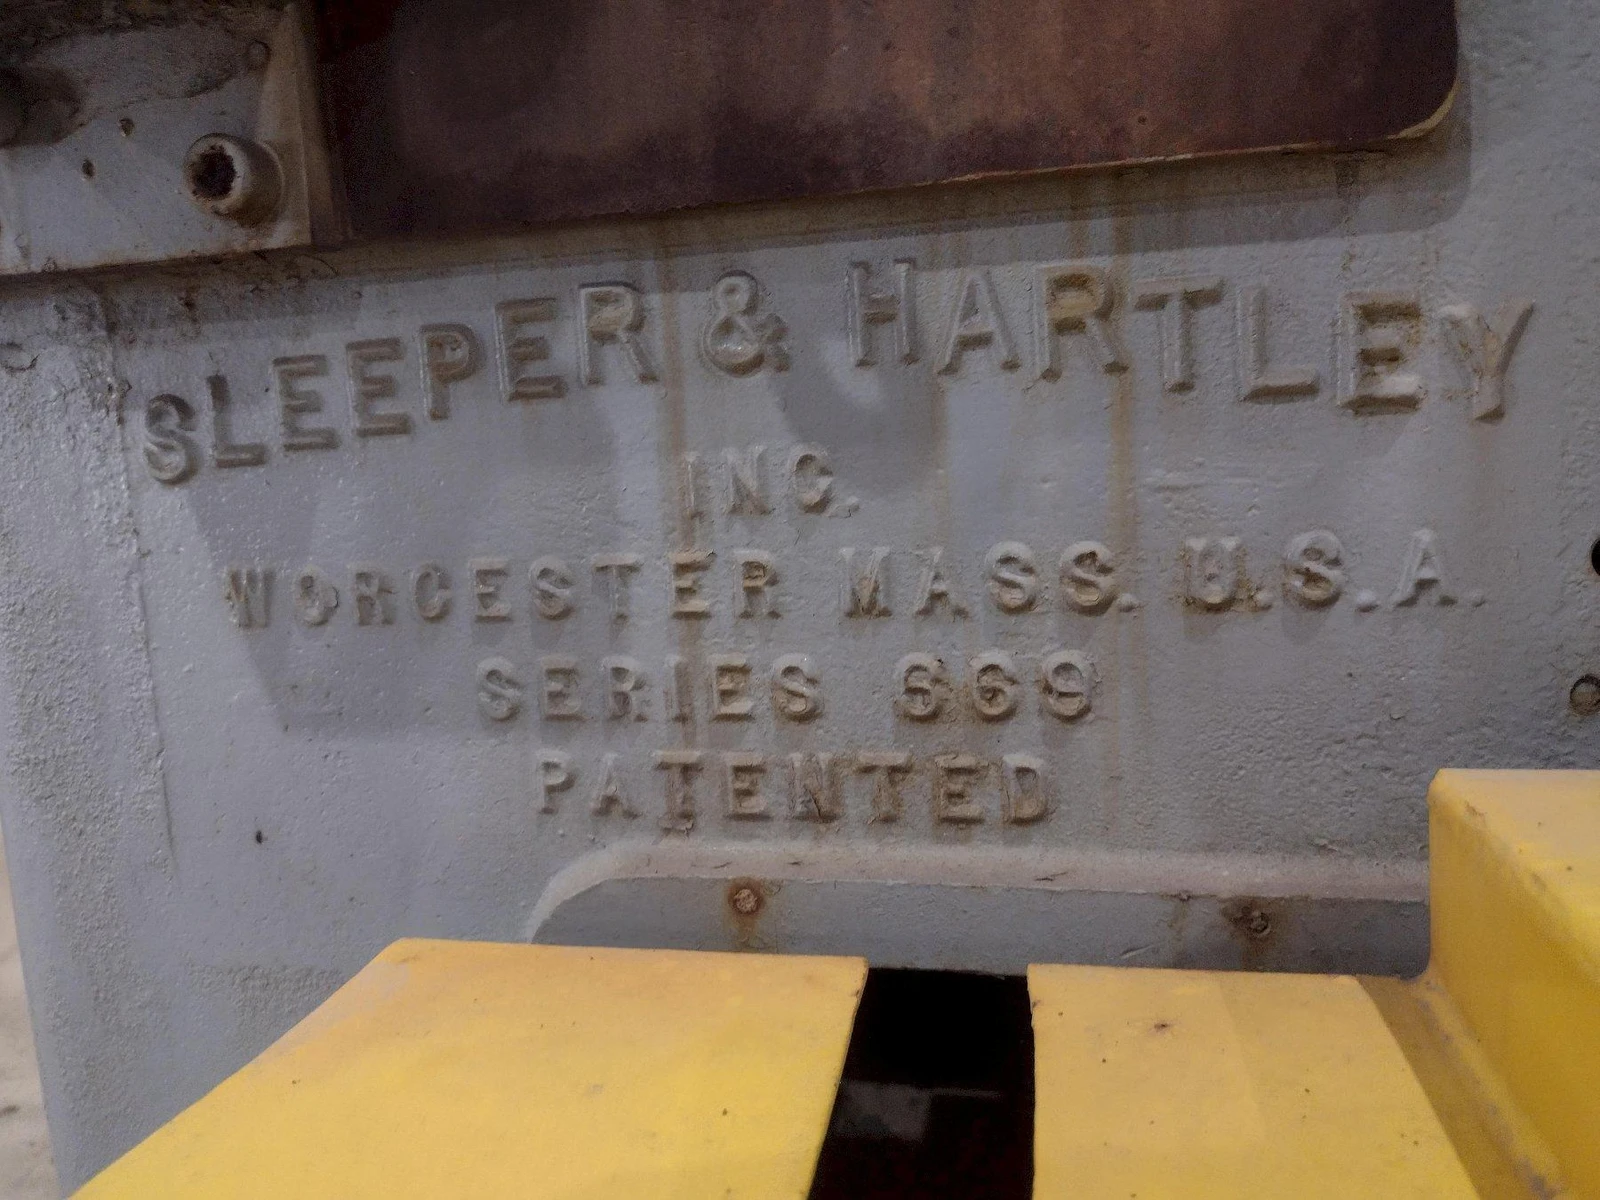 SLEEPER & HARTLEY
INC.
WORCESTER MASS. U.S.A.
SERIES 669
PATENTED